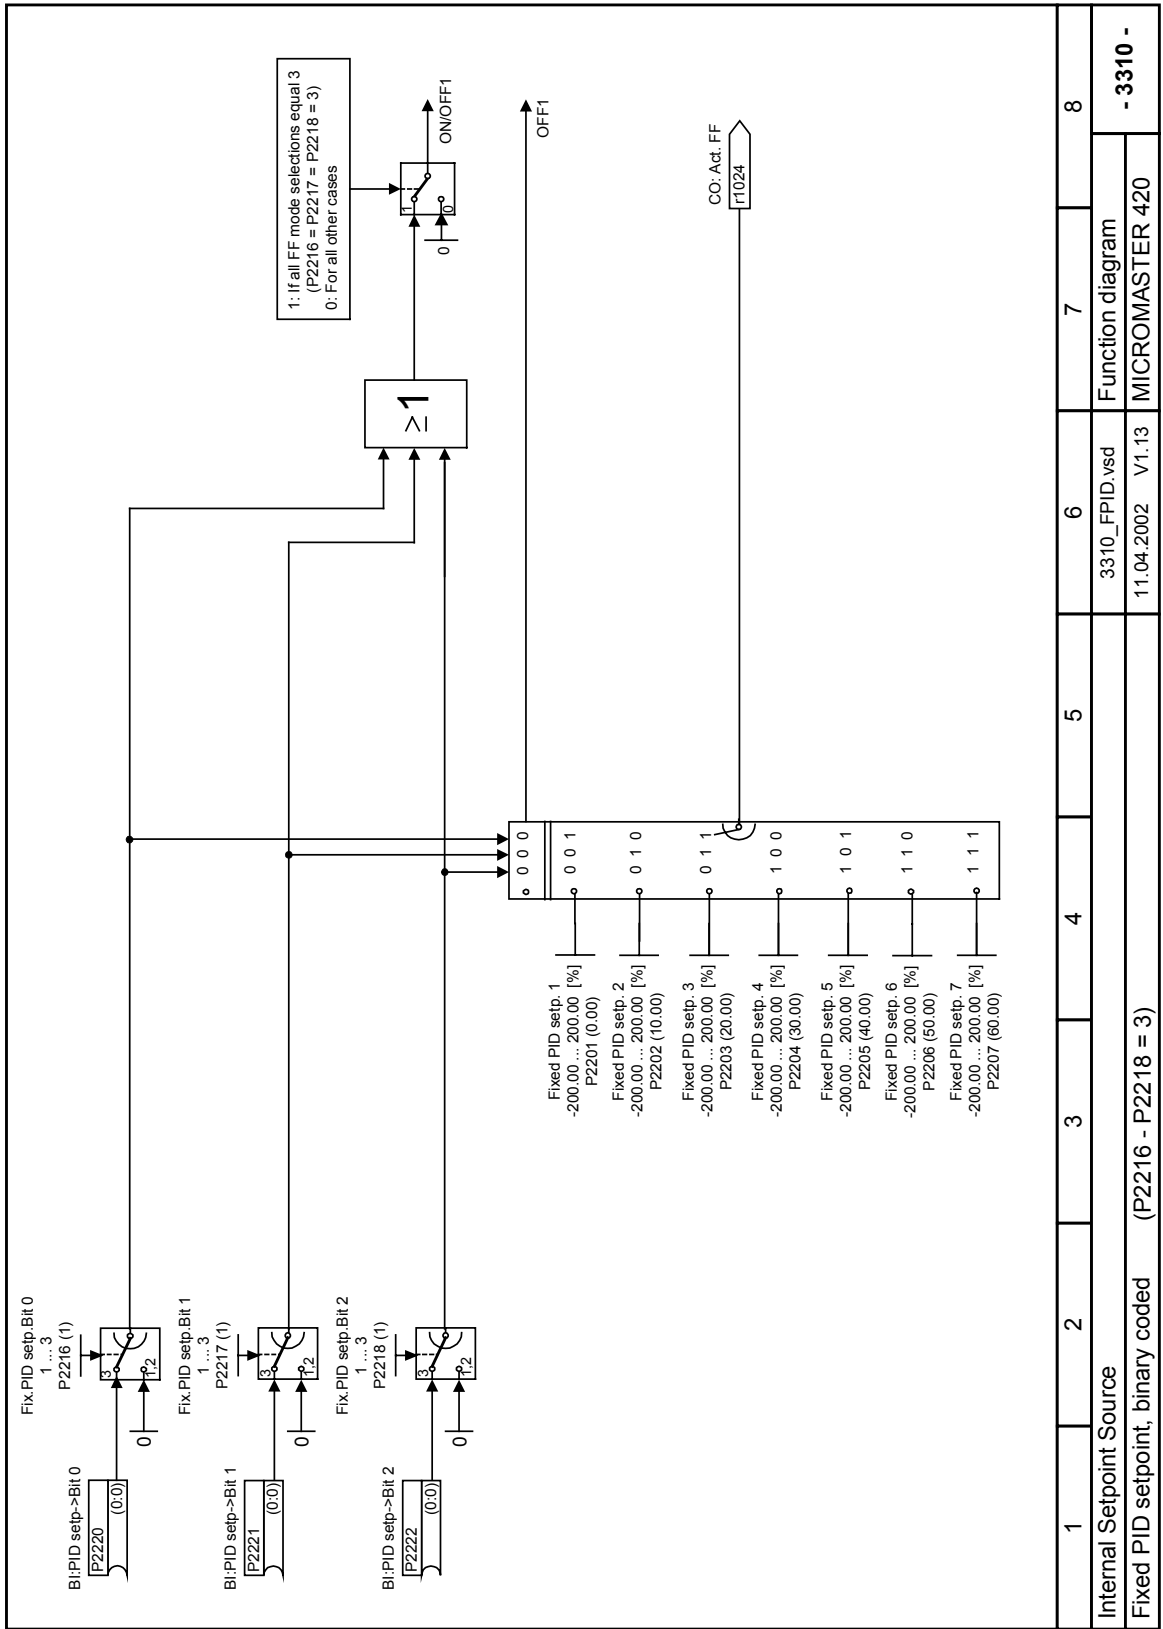 Fix.PID setp.Bit 0
1 ... 3
P2216 (1)
BI:PID setp->Bit 0
P2220
(0:0)
0
3
1,2
Fix.PID setp.Bit 1
1 ... 3
P2217 (1)
BI:PID setp->Bit 1
P2221
(0:0)
0
3
1,2
Fix.PID setp.Bit 2
1 ... 3
P2218 (1)
BI:PID setp->Bit 2
P2222
(0:0)
0
3
1,2
≥1
1: If all FF mode selections equal 3
(P2216 = P2217 = P2218 = 3)
0: For all other cases
1
0
0
ON/OFF1
0 0 0
OFF1
Fixed PID setp. 1
-200.00 ... 200.00 [%]
P2201 (0.00)
0 0 1
Fixed PID setp. 2
-200.00 ... 200.00 [%]
P2202 (10.00)
0 1 0
Fixed PID setp. 3
-200.00 ... 200.00 [%]
P2203 (20.00)
0 1 1
CO: Act. FF
r1024
Fixed PID setp. 4
-200.00 ... 200.00 [%]
P2204 (30.00)
1 0 0
Fixed PID setp. 5
-200.00 ... 200.00 [%]
P2205 (40.00)
1 0 1
Fixed PID setp. 6
-200.00 ... 200.00 [%]
P2206 (50.00)
1 1 0
Fixed PID setp. 7
-200.00 ... 200.00 [%]
P2207 (60.00)
1 1 1
1 2 3 4 5 6 7 8
Internal Setpoint Source 3310_FPID.vsd Function diagram - 3310 -
Fixed PID setpoint, binary coded (P2216 - P2218 = 3) 11.04.2002 V1.13 MICROMASTER 420